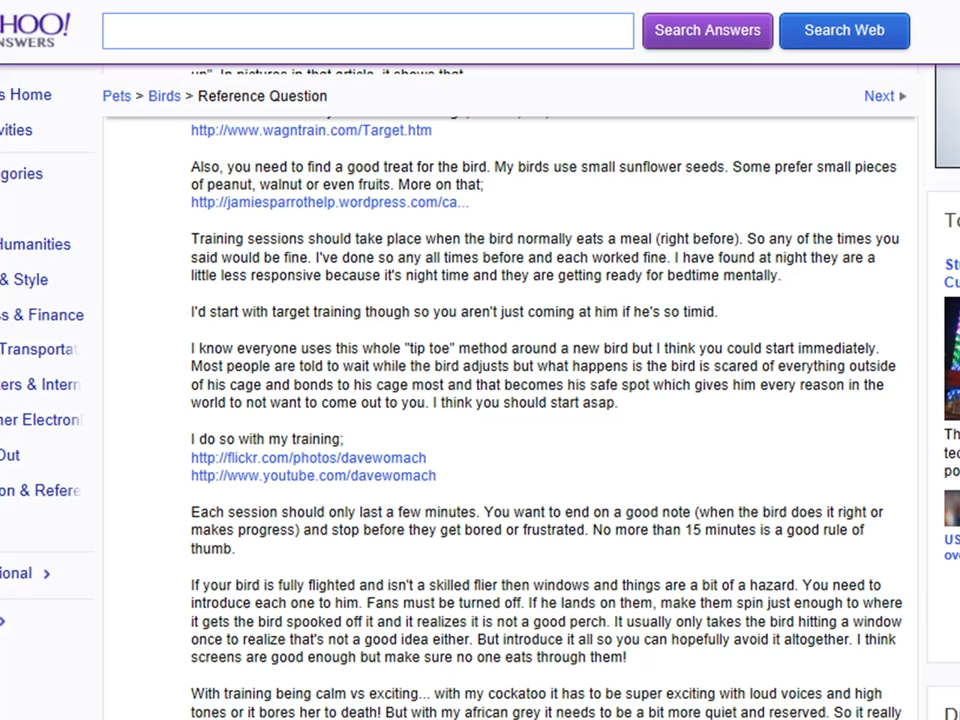 HOO!
NSWERS
Search Answers
Search Web
s Home
vities
gories
Humanities
& Style
s & Finance
Transportat
ers & Intern
er Electroni
Out
on & Refere
ional >
Pets > Birds > Reference Question
Next
up". In pictures in that article, it shows that
http://www.wagntrain.com/Target.htm
Also, you need to find a good treat for the bird. My birds use small sunflower seeds. Some prefer small pieces
of peanut, walnut or even fruits. More on that;
http://jamiesparrothelp.wordpress.com/ca...
Training sessions should take place when the bird normally eats a meal (right before). So any of the times you
said would be fine. I've done so any all times before and each worked fine. I have found at night they are a
little less responsive because it's night time and they are getting ready for bedtime mentally.
I'd start with target training though so you aren't just coming at him if he's so timid.
I know everyone uses this whole "tip toe" method around a new bird but I think you could start immediately.
Most people are told to wait while the bird adjusts but what happens is the bird is scared of everything outside
of his cage and bonds to his cage most and that becomes his safe spot which gives him every reason in the
world to not want to come out to you. I think you should start asap.
I do so with my training;
http://flickr.com/photos/davewomach
http://www.youtube.com/davewomach
Each session should only last a few minutes. You want to end on a good note (when the bird does it right or
makes progress) and stop before they get bored or frustrated. No more than 15 minutes is a good rule of
thumb.
If your bird is fully flighted and isn't a skilled flier then windows and things are a bit of a hazard. You need to
introduce each one to him. Fans must be turned off. If he lands on them, make them spin just enough to where
it gets the bird spooked off it and it realizes it is not a good perch. It usually only takes the bird hitting a window
once to realize that's not a good idea either. But introduce it all so you can hopefully avoid it altogether. I think
screens are good enough but make sure no one eats through them!
With training being calm vs exciting... with my cockatoo it has to be super exciting with loud voices and high
tones or it bores her to death! But with my african grey it needs to be a bit more quiet and reserved. So it really
To
St
Cu
Th
tec
po
US
ove